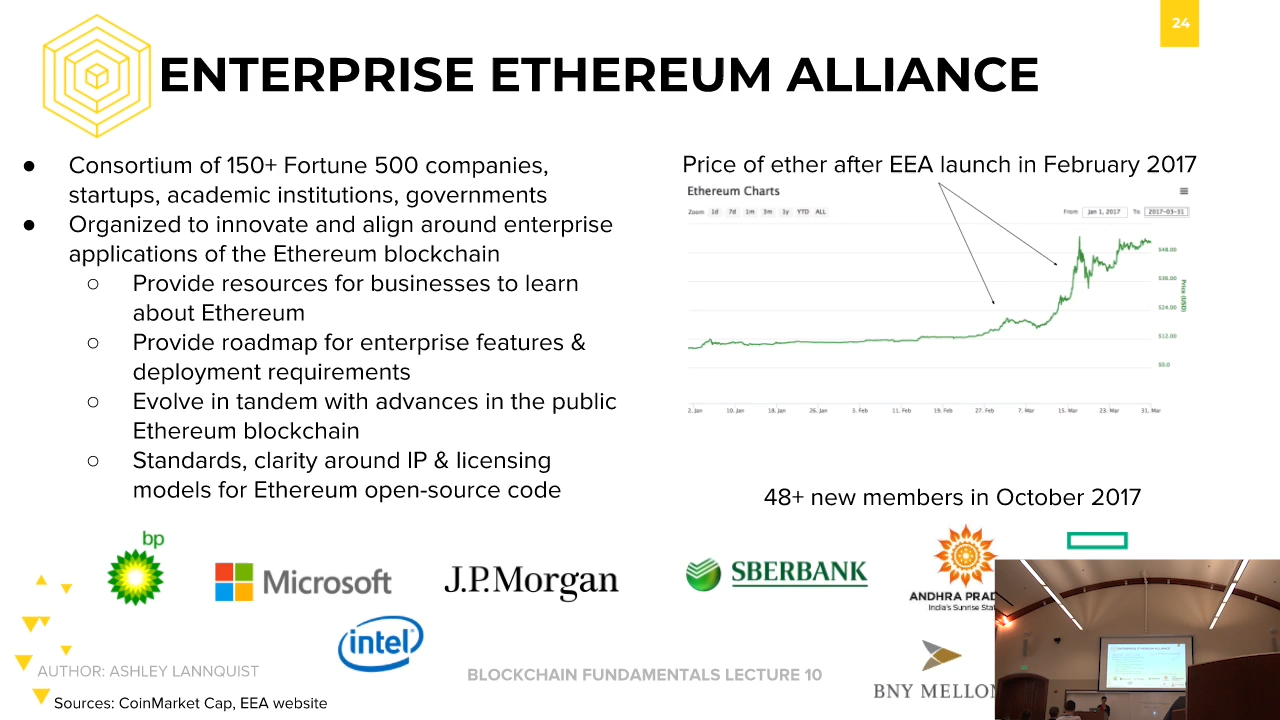 24
ENTERPRISE ETHEREUM ALLIANCE
● Consortium of 150+ Fortune 500 companies,
startups, academic institutions, governments
● Organized to innovate and align around enterprise
applications of the Ethereum blockchain
○ Provide resources for businesses to learn
about Ethereum
○ Provide roadmap for enterprise features &
deployment requirements
○ Evolve in tandem with advances in the public
Ethereum blockchain
○ Standards, clarity around IP & licensing
models for Ethereum open-source code
Price of ether after EEA launch in February 2017
Ethereum Charts
Zoom 1d 7d 1m 3m 1y YTD ALL
From Jan 1, 2017 To 2017-03-31
$48.00
$36.00
$24.00
$12.00
$0.0
Price (USD)
2. Jan 10. Jan 18. Jan 26. Jan 3. Feb 11. Feb 19. Feb 27. Feb 7. Mar 15. Mar 23. Mar 31. Mar
48+ new members in October 2017
bp
Microsoft
J.P.Morgan
SBERBANK
ANDHRA PRAD
India's Sunrise Sta
intel
BNY MELLON
AUTHOR: ASHLEY LANNQUIST
BLOCKCHAIN FUNDAMENTALS LECTURE 10
Sources: CoinMarket Cap, EEA website
ENTERPRISE ETHEREUM ALLIANCE